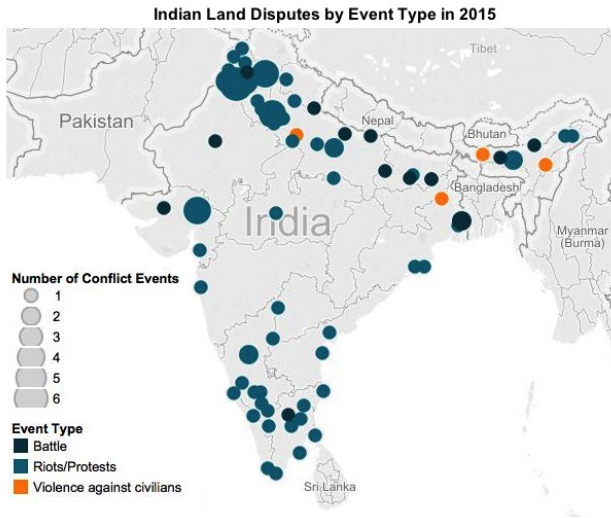 Indian Land Disputes by Event Type in 2015
Tibet
Pakistan
Nepal
Bhutan
Bangladesh
India
Myanmar
(Burma)
Number of Conflict Events
1
2
3
4
5
6
Event Type
Battle
Riots/Protests
Violence against civilians
Sri Lanka